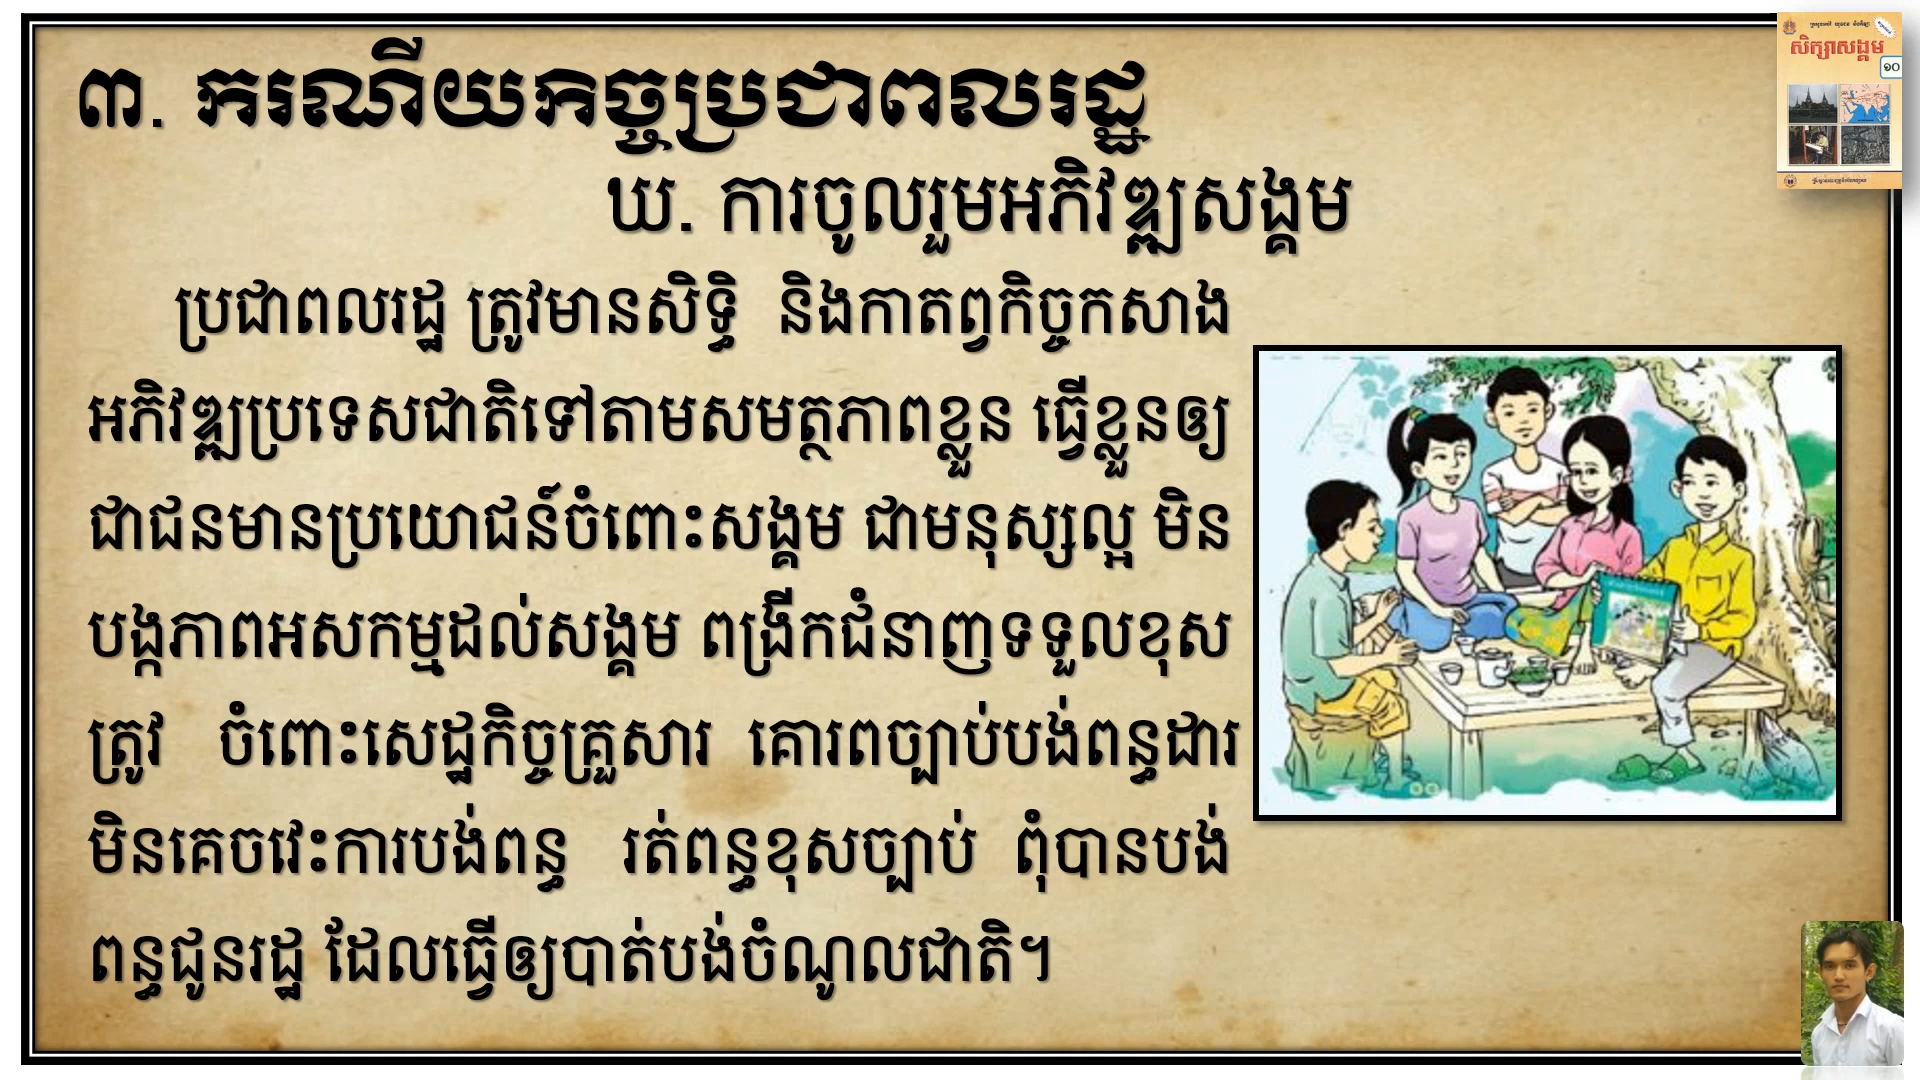 ៣. ករណីយកិច្ចប្រជាពលរដ្ឋ
សិក្សាសង្គម
១០
ឃ. ការចូលរួមអភិវឌ្ឍសង្គម
ប្រជាពលរដ្ឋ ត្រូវមានសិទ្ធិ និងកាតព្វកិច្ចកសាង
អភិវឌ្ឍប្រទេសជាតិទៅតាមសមត្ថភាពខ្លួន ធ្វើខ្លួនឲ្យ
ជាជនមានប្រយោជន៍ចំពោះសង្គម ជាមនុស្សល្អ មិន
បង្កភាពអសកម្មដល់សង្គម ពង្រីកជំនាញទទួលខុស
ត្រូវ ចំពោះសេដ្ឋកិច្ចគ្រួសារ គោរពច្បាប់បង់ពន្ធដារ
មិនគេចវេះការបង់ពន្ធ រត់ពន្ធខុសច្បាប់ ពុំបានបង់
ពន្ធជូនរដ្ឋ ដែលធ្វើឲ្យបាត់បង់ចំណូលជាតិ។